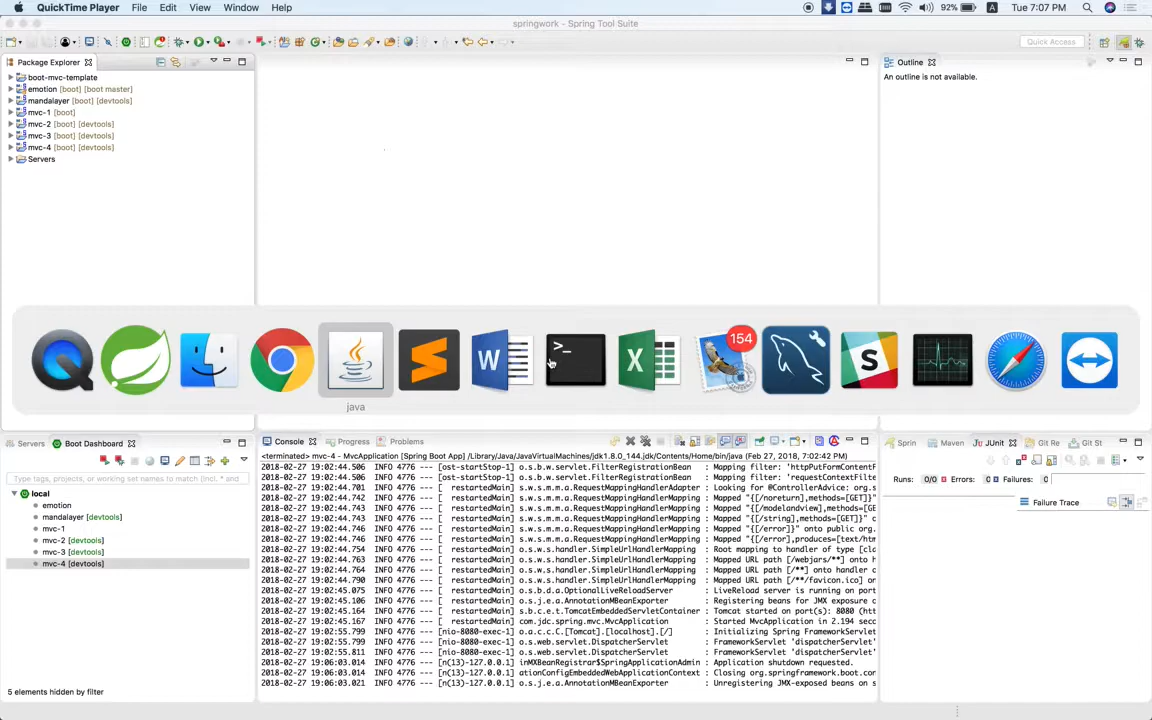 QuickTime Player File Edit View Window Help
92% A Tue 7:07 PM
springwork - Spring Tool Suite
Quick Access
Package Explorer
boot-mvc-template
emotion [boot] [boot master]
mandalayer [boot] [devtools]
mvc-1 [boot]
mvc-2 [boot] [devtools]
mvc-3 [boot] [devtools]
mvc-4 [boot] [devtools]
Servers
Outline
An outline is not available.
154
W
>_
X
S
java
Servers Boot Dashboard
Type tags, projects, or working set names to match (incl. * and
local
emotion
mandalayer [devtools]
mvc-1
mvc-2 [devtools]
mvc-3 [devtools]
mvc-4 [devtools]
5 elements hidden by filter
Console Progress Problems
<terminated> mvc-4 - MvcApplication [Spring Boot App] /Library/Java/JavaVirtualMachines/jdk1.8.0_144.jdk/Contents/Home/bin/java (Feb 27, 2018, 7:02:42 PM)
2018-02-27 19:02:44.506 INFO 4776 --- [ost-startStop-1] o.s.b.w.servlet.FilterRegistrationBean : Mapping filter: 'httpPutFormContentF
2018-02-27 19:02:44.506 INFO 4776 --- [ost-startStop-1] o.s.b.w.servlet.FilterRegistrationBean : Mapping filter: 'requestContextFilte
2018-02-27 19:02:44.701 INFO 4776 --- [ restartedMain] s.w.s.m.m.a.RequestMappingHandlerAdapter : Looking for @ControllerAdvice: org.s
2018-02-27 19:02:44.742 INFO 4776 --- [ restartedMain] s.w.s.m.m.a.RequestMappingHandlerMapping : Mapped "{[/noreturn],methods=[GET]}"
2018-02-27 19:02:44.743 INFO 4776 --- [ restartedMain] s.w.s.m.m.a.RequestMappingHandlerMapping : Mapped "{[/modelandview],methods=[GE
2018-02-27 19:02:44.743 INFO 4776 --- [ restartedMain] s.w.s.m.m.a.RequestMappingHandlerMapping : Mapped "{[/string],methods=[GET]}" o
2018-02-27 19:02:44.746 INFO 4776 --- [ restartedMain] s.w.s.m.m.a.RequestMappingHandlerMapping : Mapped "{[/error]}" onto public org.
2018-02-27 19:02:44.746 INFO 4776 --- [ restartedMain] s.w.s.m.m.a.RequestMappingHandlerMapping : Mapped "{[/error],produces=[text/htm
2018-02-27 19:02:44.754 INFO 4776 --- [ restartedMain] o.s.w.s.handler.SimpleUrlHandlerMapping : Root mapping to handler of type [cla
2018-02-27 19:02:44.763 INFO 4776 --- [ restartedMain] o.s.w.s.handler.SimpleUrlHandlerMapping : Mapped URL path [/webjars/**] onto h
2018-02-27 19:02:44.763 INFO 4776 --- [ restartedMain] o.s.w.s.handler.SimpleUrlHandlerMapping : Mapped URL path [/**] onto handler o
2018-02-27 19:02:44.790 INFO 4776 --- [ restartedMain] o.s.w.s.handler.SimpleUrlHandlerMapping : Mapped URL path [/**/favicon.ico] on
2018-02-27 19:02:45.075 INFO 4776 --- [ restartedMain] o.s.b.d.a.OptionalLiveReloadServer : LiveReload server is running on port
2018-02-27 19:02:45.106 INFO 4776 --- [ restartedMain] o.s.j.e.a.AnnotationMBeanExporter : Registering beans for JMX exposure o
2018-02-27 19:02:45.164 INFO 4776 --- [ restartedMain] s.b.c.e.t.TomcatEmbeddedServletContainer : Tomcat started on port(s): 8080 (htt
2018-02-27 19:02:45.167 INFO 4776 --- [ restartedMain] com.jdc.spring.mvc.MvcApplication : Started MvcApplication in 2.194 seco
2018-02-27 19:02:55.799 INFO 4776 --- [nio-8080-exec-1] o.a.c.c.C.[Tomcat].[localhost].[/] : Initializing Spring FrameworkServlet
2018-02-27 19:02:55.799 INFO 4776 --- [nio-8080-exec-1] o.s.web.servlet.DispatcherServlet : FrameworkServlet 'dispatcherServlet'
2018-02-27 19:02:55.811 INFO 4776 --- [nio-8080-exec-1] o.s.web.servlet.DispatcherServlet : FrameworkServlet 'dispatcherServlet'
2018-02-27 19:06:03.014 INFO 4776 --- [n(13)-127.0.0.1] inMXBeanRegistrar$SpringApplicationAdmin : Application shutdown requested.
2018-02-27 19:06:03.014 INFO 4776 --- [n(13)-127.0.0.1] ationConfigEmbeddedWebApplicationContext : Closing org.springframework.boot.con
2018-02-27 19:06:03.021 INFO 4776 --- [n(13)-127.0.0.1] o.s.j.e.a.AnnotationMBeanExporter : Unregistering JMX-exposed beans on s
Sprin Maven JUnit Git Re Git St
Runs: 0/0 Errors: 0 Failures: 0
Failure Trace